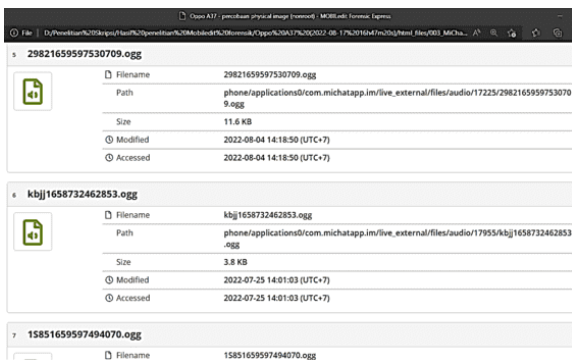 Oppo A37 - percobaan physical image (nonroot) - MOBILedit Forensic Express
File | D:/Penelitian%20Skripsi/Hasil%20penelitian%20Mobiledit%20forensik/Oppo%20A37%20(2022-08-17%2016h47m20s)/html_files/003_MiCha...
5 29821659597530709.ogg
Filename 29821659597530709.ogg
Path phone/applications0/com.michatapp.im/live_external/files/audio/17225/2982165959753070
9.ogg
Size 11.6 KB
Modified 2022-08-04 14:18:50 (UTC+7)
Accessed 2022-08-04 14:18:50 (UTC+7)
6 kbjj1658732462853.ogg
Filename kbjj1658732462853.ogg
Path phone/applications0/com.michatapp.im/live_external/files/audio/17955/kbjj1658732462853
.ogg
Size 3.8 KB
Modified 2022-07-25 14:01:03 (UTC+7)
Accessed 2022-07-25 14:01:03 (UTC+7)
7 15851659597494070.ogg
Filename 15851659597494070.ogg